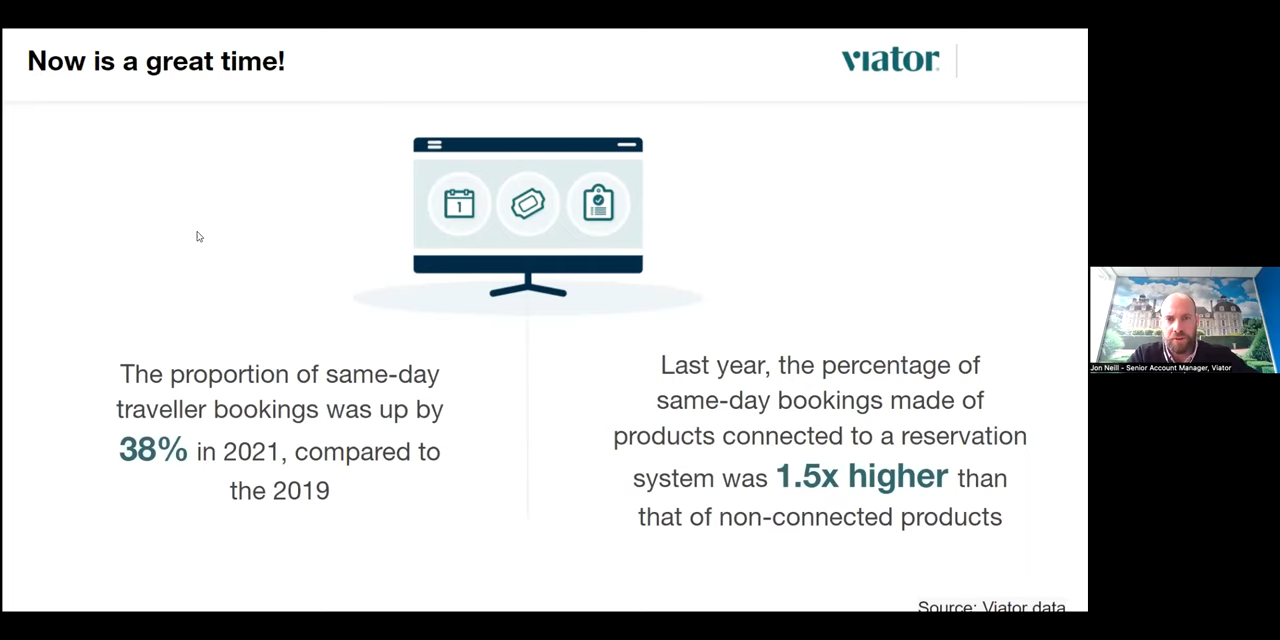 Now is a great time!
viator
1
The proportion of same-day
traveller bookings was up by
38% in 2021, compared to
the 2019
Last year, the percentage of
same-day bookings made of
products connected to a reservation
system was 1.5x higher than
that of non-connected products
Source: Viator data
Jon Neill - Senior Account Manager, Viator